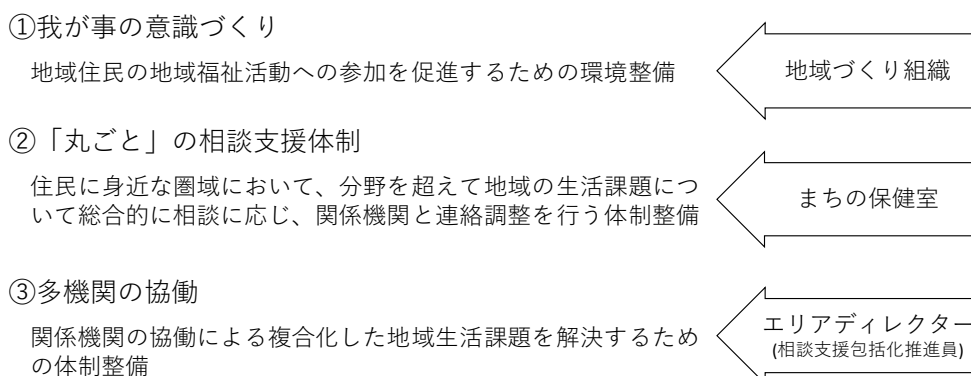 ①我が事の意識づくり
地域住民の地域福祉活動への参加を促進するための環境整備
地域づくり組織
②「丸ごと」の相談支援体制
住民に身近な圏域において、分野を超えて地域の生活課題につ
いて総合的に相談に応じ、関係機関と連絡調整を行う体制整備
まちの保健室
③多機関の協働
関係機関の協働による複合化した地域生活課題を解決するため
の体制整備
エリアディレクター
(相談支援包括化推進員)